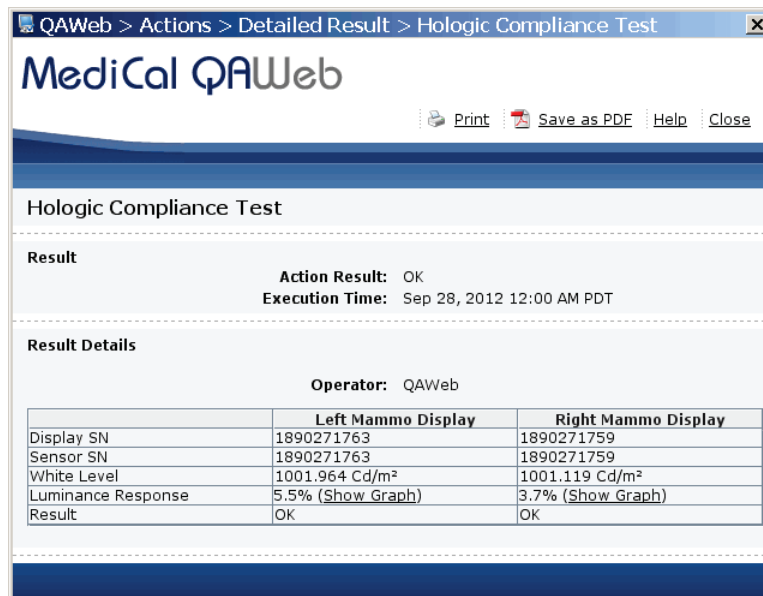 QAWeb > Actions > Detailed Result > Hologic Compliance Test
MediCal QAWeb
Print Save as PDF Help Close
Hologic Compliance Test
Result
Action Result: OK
Execution Time: Sep 28, 2012 12:00 AM PDT
Result Details
Operator: QAWeb
Left Mammo Display Right Mammo Display
Display SN 1890271763 1890271759
Sensor SN 1890271763 1890271759
White Level 1001.964 Cd/m² 1001.119 Cd/m²
Luminance Response 5.5% (Show Graph) 3.7% (Show Graph)
Result OK OK